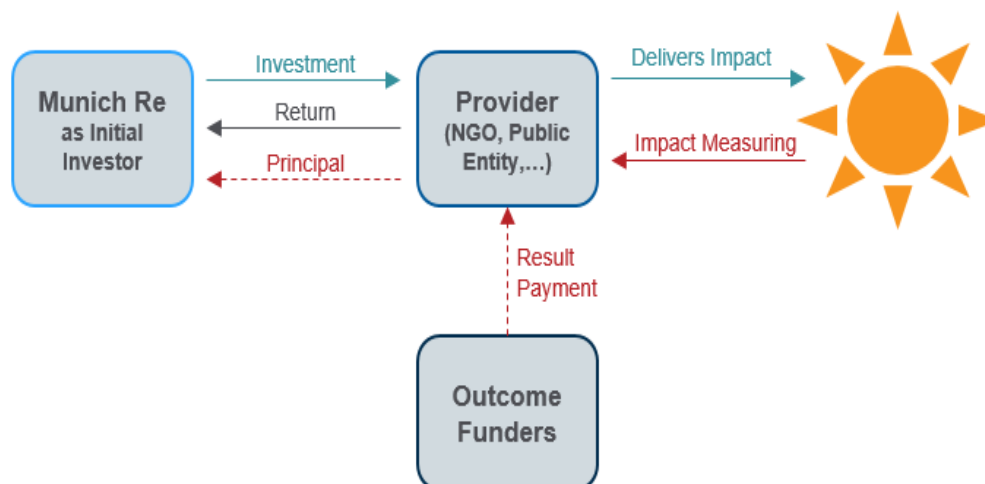 Munich Re
as Initial
Investor
Investment
Return
Principal
Provider
(NGO, Public
Entity,...)
Delivers Impact
Impact Measuring
Result
Payment
Outcome
Funders